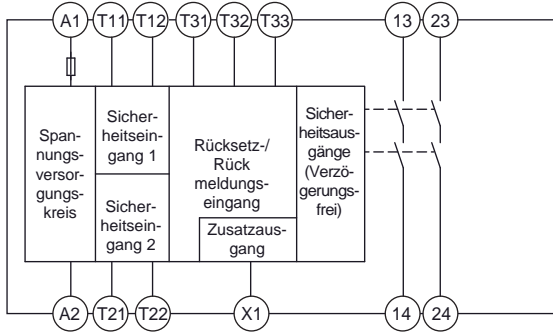 A1 T11 T12 T31 T32 T33 13 23
Span-
nungs-
versor-
gungs-
kreis
Sicher-
heitsein-
gang 1
Sicher-
heitsein-
gang 2
Rücksetz-/
Rück
meldungs-
eingang
Zusatzaus-
gang
Sicher-
heitsaus-
gänge
(Verzö-
gerungs-
frei)
A2 T21 T22 X1 14 24